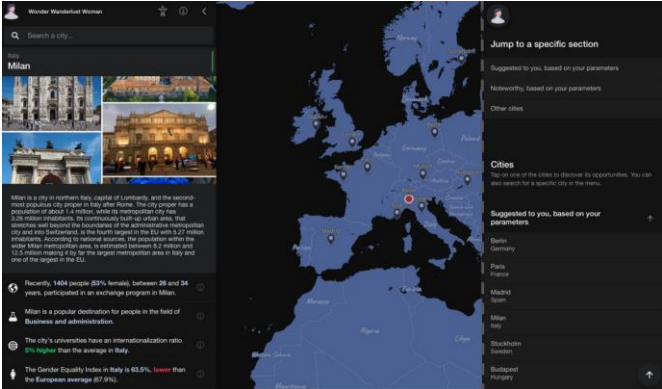 Wonder Wanderlust Woman
Search a city...
Italy
Milan
Milan is a city in northern Italy, capital of Lombardy, and the second-
most populous city proper in Italy after Rome. The city proper has a
population of about 1.4 million, while its metropolitan city has
3.26 million inhabitants. Its continuously built-up urban area, that
stretches well beyond the boundaries of the administrative metropolitan
city and into Switzerland, is the fourth largest in the EU with 5.27 million
inhabitants. According to national sources, the population within the
wider Milan metropolitan area, is estimated between 8.2 million and
12.5 million making it by far the largest metropolitan area in Italy and
one of the largest in the EU.
Recently, 1404 people (53% female), between 26 and 34
years, participated in an exchange program in Milan.
Milan is a popular destination for people in the field of
Business and administration.
The city's universities have an internationalization ratio
5% higher than the average in Italy.
The Gender Equality Index in Italy is 63.5%, lower than
the European average (67.9%).
Norway
Madrid
Italy
Morocco
Algeria
Libya
Western Sahara
Mauritania
Jump to a specific section
Suggested to you, based on your parameters
Noteworthy, based on your parameters
Other cities
Cities
Tap on one of the cities to discover its opportunities. You can
also search for a specific city in the menu.
Suggested to you, based on your
parameters
Berlin
Germany
Paris
France
Madrid
Spain
Milan
Italy
Stockholm
Sweden
Budapest
Hungary